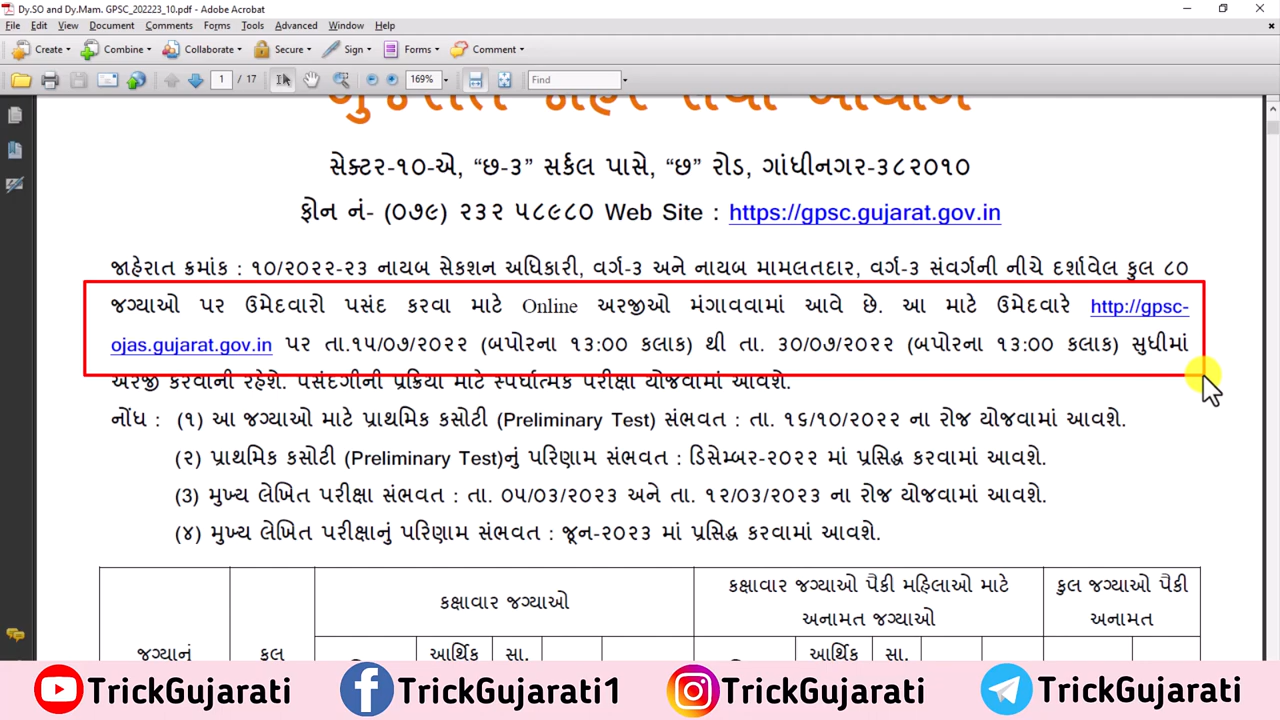 Dy.SO and Dy.Mam. GPSC_202223_10.pdf - Adobe Acrobat
File Edit View Document Comments Forms Tools Advanced Window Help
Create Combine Collaborate Secure Sign Forms Comment
1 / 17 169% Find
ગુજરાત જાહેર સેવા આયોગ
સેક્ટર-૧૦-એ, “છ-૩” સર્કલ પાસે, “છ” રોડ, ગાંધીનગર-૩૮૨૦૧૦
ફોન નં- (૦૭૯) ૨૩૨ ૫૮૯૮૦ Web Site : https://gpsc.gujarat.gov.in
જાહેરાત ક્રમાંક : ૧૦/૨૦૨૨-૨૩ નાયબ સેકશન અધિકારી, વર્ગ-૩ અને નાયબ મામલતદાર, વર્ગ-૩ સંવર્ગની નીચે દર્શાવેલ કુલ ૮૦
જગ્યાઓ પર ઉમેદવારો પસંદ કરવા માટે Online અરજીઓ મંગાવવામાં આવે છે. આ માટે ઉમેદવારે http://gpsc-
ojas.gujarat.gov.in પર તા.૧૫/૦૭/૨૦૨૨ (બપોરના ૧૩:૦૦ કલાક) થી તા. ૩૦/૦૭/૨૦૨૨ (બપોરના ૧૩:૦૦ કલાક) સુધીમાં
અરજી કરવાની રહેશે. પસંદગીની પ્રક્રિયા માટે સ્પર્ધાત્મક પરીક્ષા યોજવામાં આવશે.
નોંધ : (૧) આ જગ્યાઓ માટે પ્રાથમિક કસોટી (Preliminary Test) સંભવત : તા. ૧૬/૧૦/૨૦૨૨ ના રોજ યોજવામાં આવશે.
(૨) પ્રાથમિક કસોટી (Preliminary Test)નું પરિણામ સંભવત : ડિસેમ્બર-૨૦૨૨ માં પ્રસિદ્ધ કરવામાં આવશે.
(૩) મુખ્ય લેખિત પરીક્ષા સંભવત : તા. ૦૫/૦૩/૨૦૨૩ અને તા. ૧૨/૦૩/૨૦૨૩ ના રોજ યોજવામાં આવશે.
(૪) મુખ્ય લેખિત પરીક્ષાનું પરિણામ સંભવત : જૂન-૨૦૨૩ માં પ્રસિદ્ધ કરવામાં આવશે.
કક્ષાવાર જગ્યાઓ પૈકી મહિલાઓ માટે કુલ જગ્યાઓ પૈકી
કક્ષાવાર જગ્યાઓ અનામત જગ્યાઓ અનામત
જગ્યાનું કુલ આર્થિક સા. આર્થિક સા.
TrickGujarati TrickGujarati1 TrickGujarati TrickGujarati